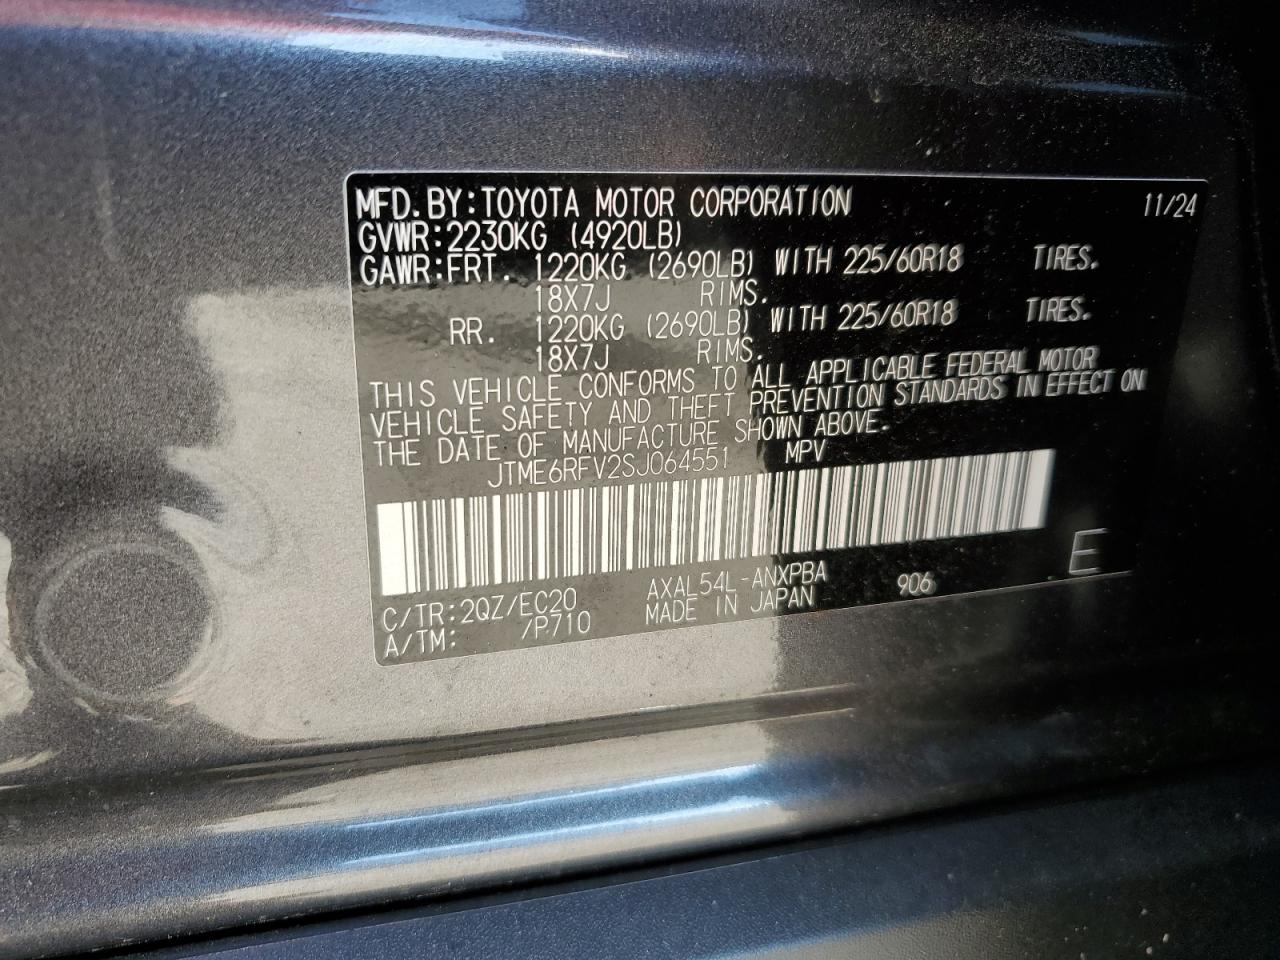 MFD.BY:TOYOTA MOTOR CORPORATION 11/24
GVWR:2230KG (4920LB)
GAWR:FRT. 1220KG (2690LB) WITH 225/60R18 TIRES.
18X7J RIMS.
RR. 1220KG (2690LB) WITH 225/60R18 TIRES.
18X7J RIMS.
THIS VEHICLE CONFORMS TO ALL APPLICABLE FEDERAL MOTOR
VEHICLE SAFETY AND THEFT PREVENTION STANDARDS IN EFFECT ON
THE DATE OF MANUFACTURE SHOWN ABOVE.
JTME6RFV2SJ064551 MPV
E
C/TR:2QZ/EC20 AXAL54L-ANXPBA 906
A/TM: /P710 MADE IN JAPAN